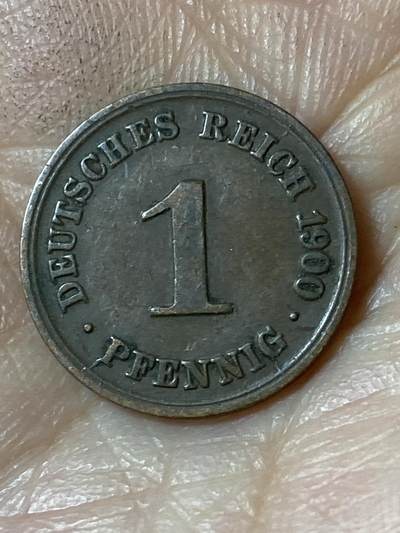 DEUTSCHES REICH 1900
1
· PFENNIG ·